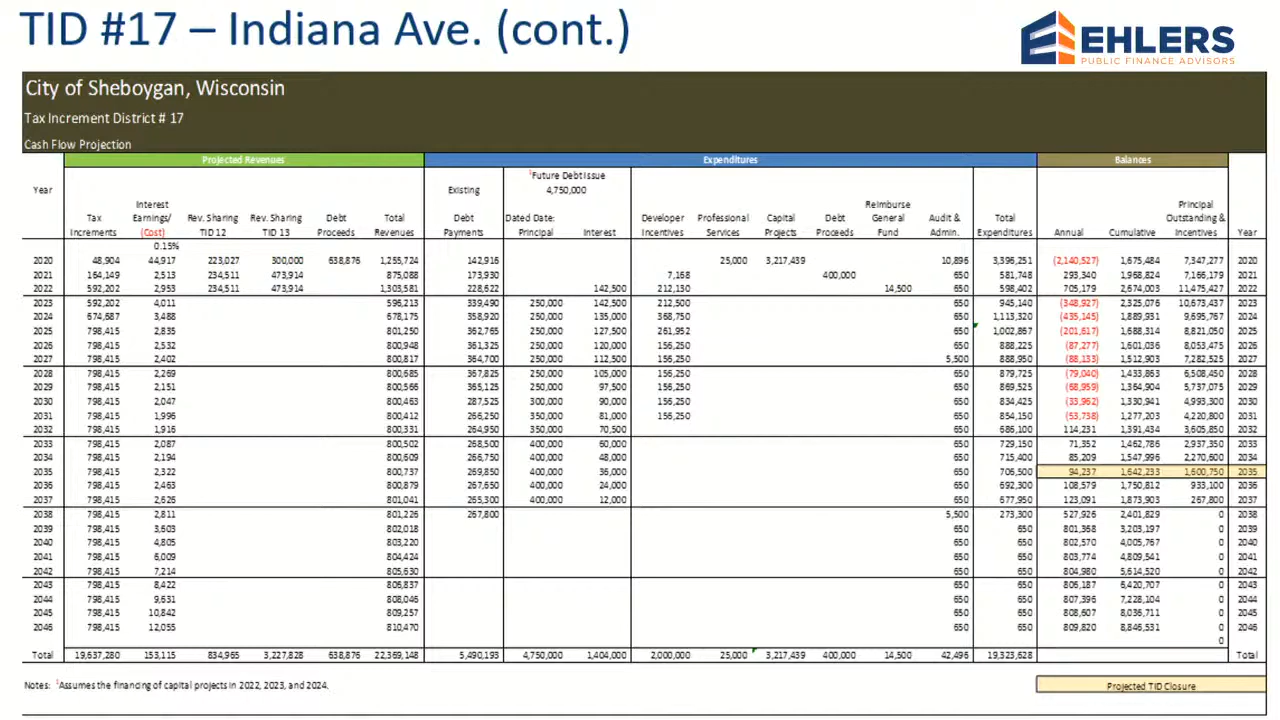 TID #17 – Indiana Ave. (cont.)
EHLERS
PUBLIC FINANCE ADVISORS
City of Sheboygan, Wisconsin
Tax Increment District # 17
Cash Flow Projection
Projected Revenues Expenditures Balances
¹Future Debt Issue
Year Existing 4,750,000
Interest Reimburse Principal
Tax Earnings/ Rev. Sharing Rev. Sharing Debt Total Debt Dated Date: Developer Professional Capital Debt General Audit & Total Outstanding &
Increments (Cost) TID 12 TID 13 Proceeds Revenues Payments Principal Interest Incentives Services Projects Proceeds Fund Admin. Expenditures Annual Cumulative Incentives Year
0.15%
2020 48,904 44,917 223,027 300,000 638,876 1,255,724 142,916 25,000 3,217,439 10,896 3,396,251 (2,140,527) 1,675,484 7,347,277 2020
2021 164,149 2,513 234,511 473,914 875,088 173,930 7,168 400,000 650 581,748 293,340 1,968,824 7,166,179 2021
2022 592,202 2,953 234,511 473,914 1,303,581 228,622 142,500 212,130 14,500 650 598,402 705,179 2,674,003 11,475,427 2022
2023 592,202 4,011 596,213 339,490 250,000 142,500 212,500 650 945,140 (348,927) 2,325,076 10,673,437 2023
2024 674,687 3,488 678,175 358,920 250,000 135,000 368,750 650 1,113,320 (435,145) 1,889,931 9,695,767 2024
2025 798,415 2,835 801,250 362,765 250,000 127,500 261,952 650 1,002,867 (201,617) 1,688,314 8,821,050 2025
2026 798,415 2,532 800,948 361,325 250,000 120,000 156,250 650 888,225 (87,277) 1,601,036 8,053,475 2026
2027 798,415 2,402 800,817 364,700 250,000 112,500 156,250 5,500 888,950 (88,133) 1,512,903 7,282,525 2027
2028 798,415 2,269 800,685 367,825 250,000 105,000 156,250 650 879,725 (79,040) 1,433,863 6,508,450 2028
2029 798,415 2,151 800,566 365,125 250,000 97,500 156,250 650 869,525 (68,959) 1,364,904 5,737,075 2029
2030 798,415 2,047 800,463 287,525 300,000 90,000 156,250 650 834,425 (33,962) 1,330,941 4,993,300 2030
2031 798,415 1,996 800,412 266,250 350,000 81,000 156,250 650 854,150 (53,738) 1,277,203 4,220,800 2031
2032 798,415 1,916 800,331 264,950 350,000 70,500 650 686,100 114,231 1,391,434 3,605,850 2032
2033 798,415 2,087 800,502 268,500 400,000 60,000 650 729,150 71,352 1,462,786 2,937,350 2033
2034 798,415 2,194 800,609 266,750 400,000 48,000 650 715,400 85,209 1,547,996 2,270,600 2034
2035 798,415 2,322 800,737 269,850 400,000 36,000 650 706,500 94,237 1,642,233 1,600,750 2035
2036 798,415 2,463 800,879 267,650 400,000 24,000 650 692,300 108,579 1,750,812 933,100 2036
2037 798,415 2,626 801,041 265,300 400,000 12,000 650 677,950 123,091 1,873,903 267,800 2037
2038 798,415 2,811 801,226 267,800 5,500 273,300 527,926 2,401,829 0 2038
2039 798,415 3,603 802,018 650 650 801,368 3,203,197 0 2039
2040 798,415 4,805 803,220 650 650 802,570 4,005,767 0 2040
2041 798,415 6,009 804,424 650 650 803,774 4,809,541 0 2041
2042 798,415 7,214 805,630 650 650 804,980 5,614,520 0 2042
2043 798,415 8,422 806,837 650 650 806,187 6,420,707 0 2043
2044 798,415 9,631 808,046 650 650 807,396 7,228,104 0 2044
2045 798,415 10,842 809,257 650 650 808,607 8,036,711 0 2045
2046 798,415 12,055 810,470 650 650 809,820 8,846,531 0 2046
0
Total 19,637,280 153,115 834,965 3,227,828 638,876 22,369,148 5,490,193 4,750,000 1,404,000 2,000,000 25,000 3,217,439 400,000 14,500 42,496 19,323,628 Total
Notes: ¹Assumes the financing of capital projects in 2022, 2023, and 2024.
Projected TID Closure